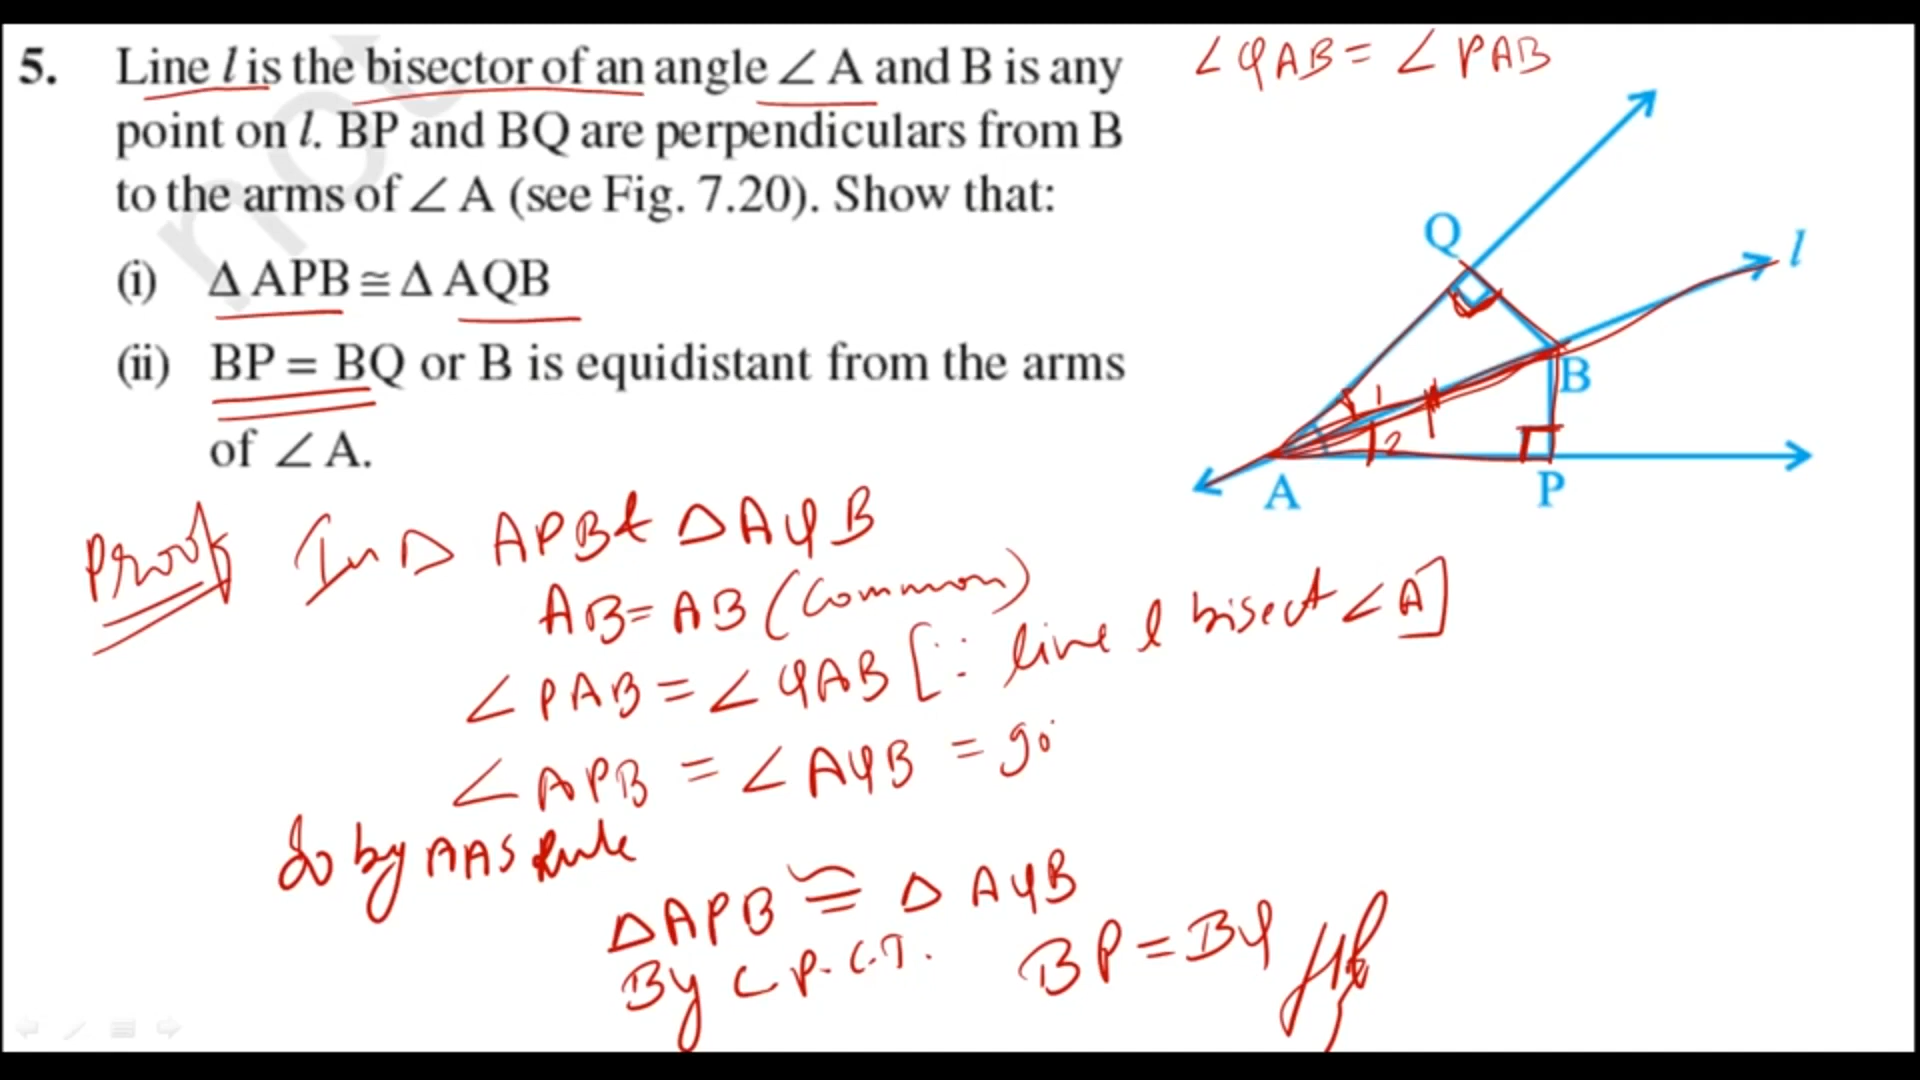 5. Line l is the bisector of an angle ∠ A and B is any
point on l. BP and BQ are perpendiculars from B
to the arms of ∠ A (see Fig. 7.20). Show that:
(i) Δ APB ≅ Δ AQB
(ii) BP = BQ or B is equidistant from the arms
of ∠ A.
∠QAB = ∠PAB
Q
l
B
1
2
A
P
Proof In Δ APB & Δ AQB
AB = AB (Common)
∠PAB = ∠QAB [∵ line l bisect ∠A]
∠APB = ∠AQB = 90°
So by AAS Rule
ΔAPB ≅ Δ AQB
By C.P.C.T. BP = BQ